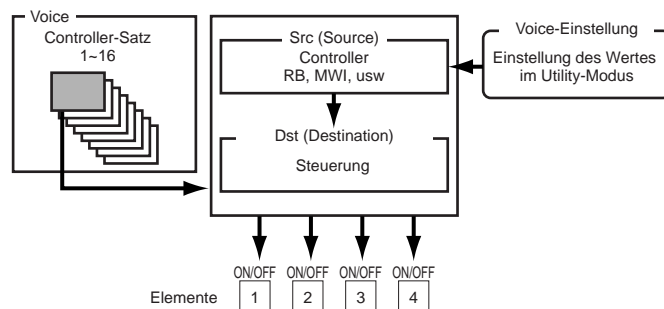 Voice
Controller-Satz
1~16
Src (Source)
Controller
RB, MWI, usw
Dst (Destination)
Steuerung
Voice-Einstellung
Einstellung des Wertes
im Utility-Modus
ON/OFF ON/OFF ON/OFF ON/OFF
Elemente 1 2 3 4